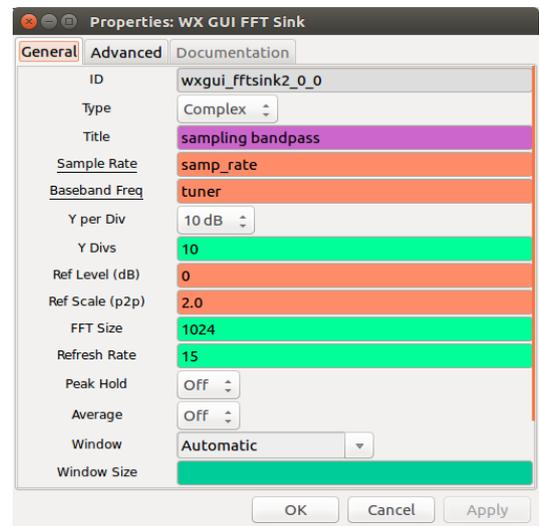 Properties: WX GUI FFT Sink
General Advanced Documentation
ID wxgui_fftsink2_0_0
Type Complex
Title sampling bandpass
Sample Rate samp_rate
Baseband Freq tuner
Y per Div 10 dB
Y Divs 10
Ref Level (dB) 0
Ref Scale (p2p) 2.0
FFT Size 1024
Refresh Rate 15
Peak Hold Off
Average Off
Window Automatic
Window Size
OK Cancel Apply